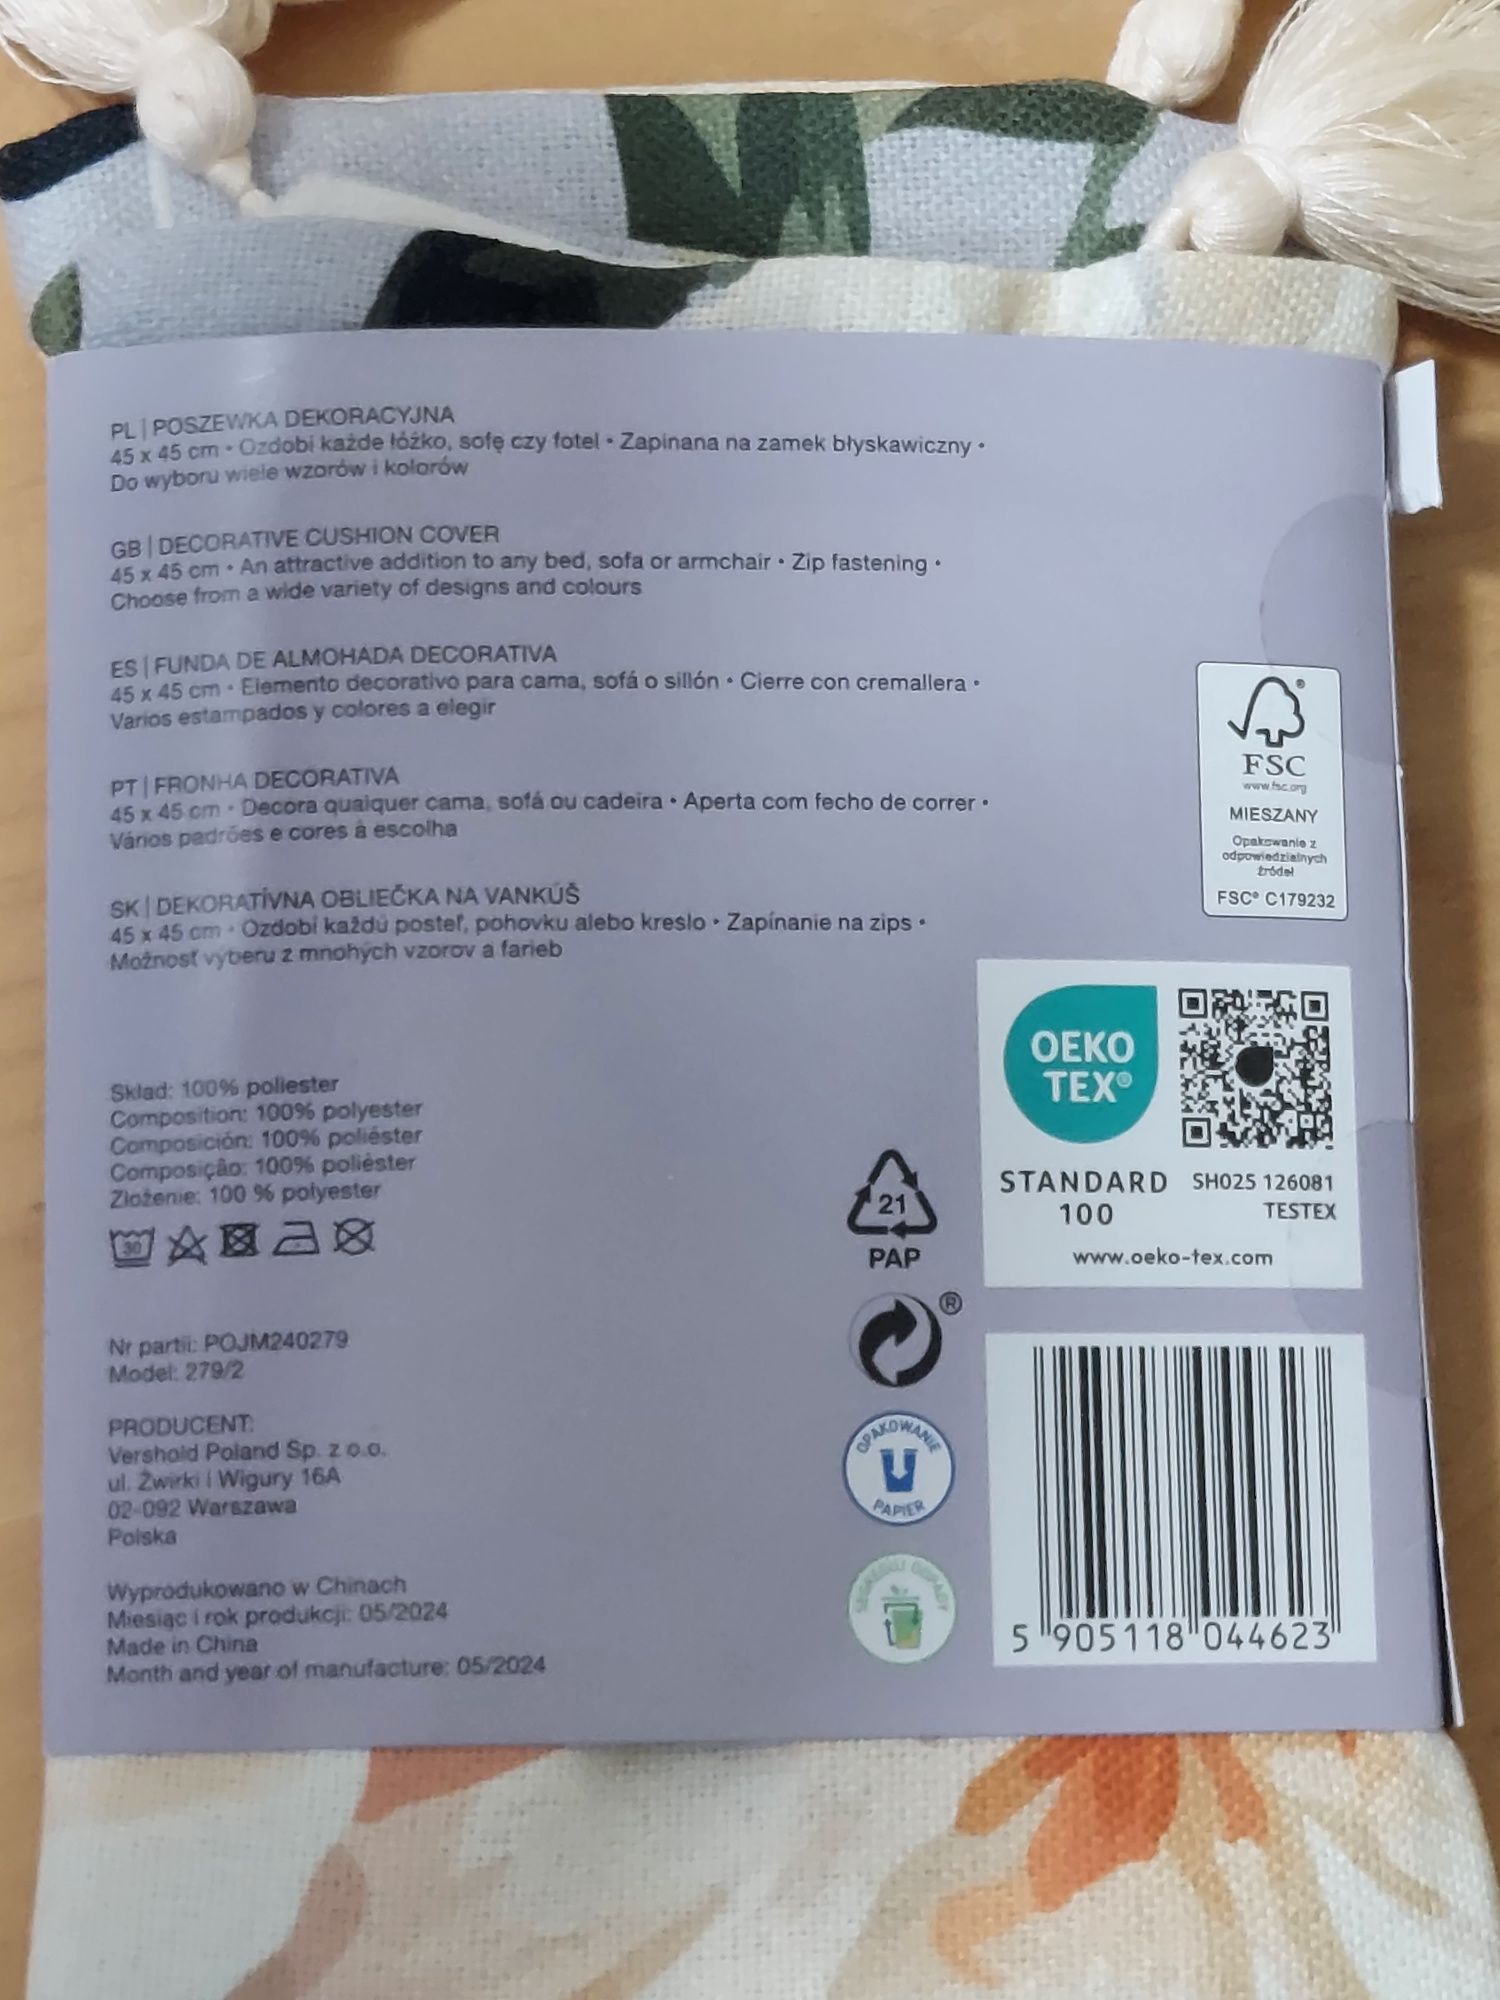 PL | POSZEWKA DEKORACYJNA
45 x 45 cm • Ozdobi każde łóżko, sofę czy fotel • Zapinana na zamek błyskawiczny •
Do wyboru wiele wzorów i kolorów
GB | DECORATIVE CUSHION COVER
45 x 45 cm • An attractive addition to any bed, sofa or armchair • Zip fastening •
Choose from a wide variety of designs and colours
ES | FUNDA DE ALMOHADA DECORATIVA
45 x 45 cm • Elemento decorativo para cama, sofá o sillón • Cierre con cremallera •
Varios estampados y colores a elegir
PT | FRONHA DECORATIVA
45 x 45 cm • Decora qualquer cama, sofá ou cadeira • Aperta com fecho de correr •
Vários padrões e cores à escolha
SK | DEKORATÍVNA OBLIEČKA NA VANKÚŠ
45 x 45 cm • Ozdobí každú posteľ, pohovku alebo kreslo • Zapínanie na zips •
Možnosť výberu z mnohých vzorov a farieb
FSC
www.fsc.org
MIESZANY
Opakowanie z
odpowiedzialnych
źródeł
FSC® C179232
Skład: 100% poliester
Composition: 100% polyester
Composición: 100% poliéster
Composição: 100% poliéster
Zloženie: 100 % polyester
30
OEKO
TEX®
STANDARD
100
SH025 126081
TESTEX
www.oeko-tex.com
21
PAP
®
OPAKOWANIE
PAPIER
SEGREGUJ ODPADY
Nr partii: POJM240279
Model: 279/2
PRODUCENT:
Vershold Poland Sp. z o.o.
ul. Żwirki i Wigury 16A
02-092 Warszawa
Polska
Wyprodukowano w Chinach
Miesiąc i rok produkcji: 05/2024
Made in China
Month and year of manufacture: 05/2024
5 905118 044623